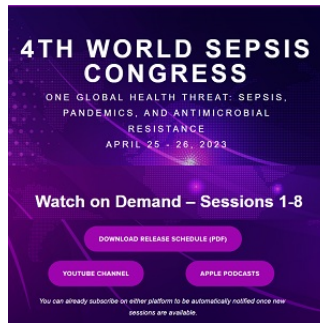 4TH WORLD SEPSIS
CONGRESS
ONE GLOBAL HEALTH THREAT: SEPSIS,
PANDEMICS, AND ANTIMICROBIAL
RESISTANCE
APRIL 25 - 26, 2023
Watch on Demand – Sessions 1-8
DOWNLOAD RELEASE SCHEDULE (PDF)
YOUTUBE CHANNEL
APPLE PODCASTS
You can already subscribe on either platform to be automatically notified once new
sessions are available.